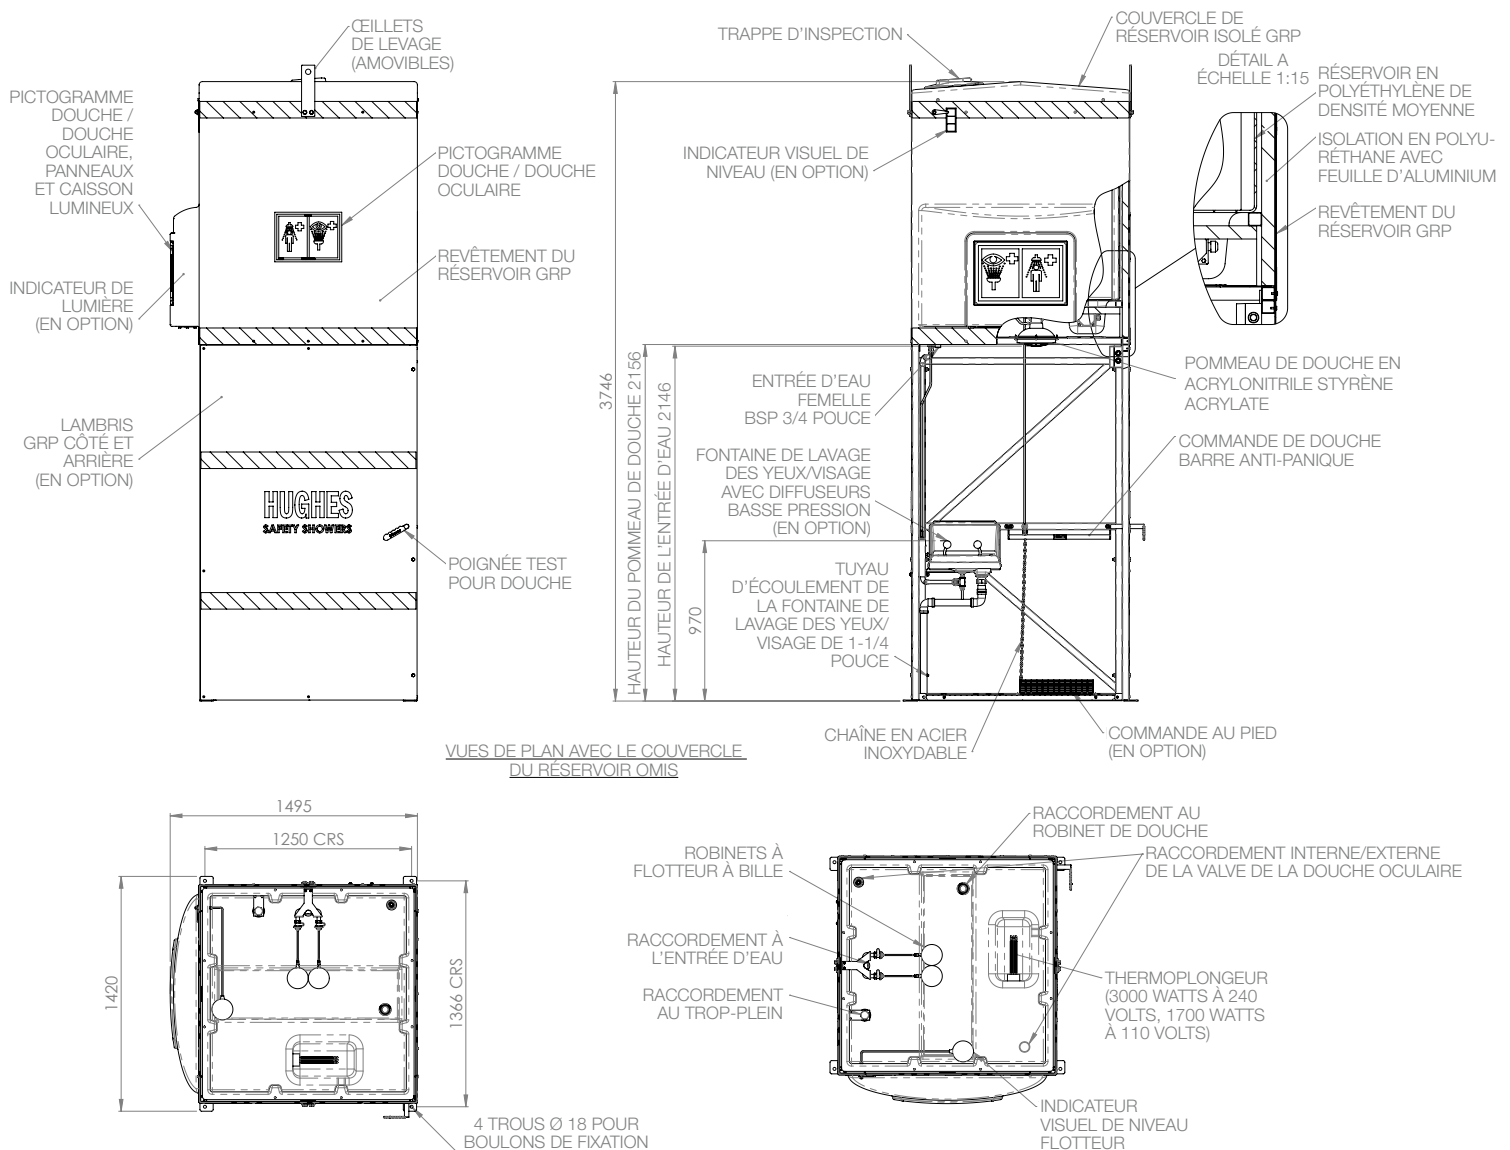 ŒILLETS
DE LEVAGE
(AMOVIBLES)
PICTOGRAMME
DOUCHE /
DOUCHE
OCULAIRE,
PANNEAUX
ET CAISSON
LUMINEUX
PICTOGRAMME
DOUCHE / DOUCHE
OCULAIRE
REVÊTEMENT DU
RÉSERVOIR GRP
INDICATEUR DE
LUMIÈRE
(EN OPTION)
LAMBRIS
GRP CÔTÉ ET
ARRIÈRE
(EN OPTION)
HUGHES
SAFETY SHOWERS
POIGNÉE TEST
POUR DOUCHE
TRAPPE D'INSPECTION
COUVERCLE DE
RÉSERVOIR ISOLÉ GRP
DÉTAIL A
ÉCHELLE 1:15
RÉSERVOIR EN
POLYÉTHYLÈNE DE
DENSITÉ MOYENNE
ISOLATION EN POLYU-
RÉTHANE AVEC
FEUILLE D'ALUMINIUM
REVÊTEMENT DU
RÉSERVOIR GRP
INDICATEUR VISUEL DE
NIVEAU (EN OPTION)
3746
HAUTEUR DU POMMEAU DE DOUCHE 2156
HAUTEUR DE L'ENTRÉE D'EAU 2146
970
ENTRÉE D'EAU
FEMELLE
BSP 3/4 POUCE
FONTAINE DE LAVAGE
DES YEUX/VISAGE
AVEC DIFFUSEURS
BASSE PRESSION
(EN OPTION)
TUYAU
D'ÉCOULEMENT DE
LA FONTAINE DE
LAVAGE DES YEUX/
VISAGE DE 1-1/4
POUCE
POMMEAU DE DOUCHE EN
ACRYLONITRILE STYRÈNE
ACRYLATE
COMMANDE DE DOUCHE
BARRE ANTI-PANIQUE
CHAÎNE EN ACIER
INOXYDABLE
COMMANDE AU PIED
(EN OPTION)
VUES DE PLAN AVEC LE COUVERCLE
DU RÉSERVOIR OMIS
1495
1250 CRS
1420
1366 CRS
4 TROUS Ø 18 POUR
BOULONS DE FIXATION
RACCORDEMENT AU
ROBINET DE DOUCHE
ROBINETS À
FLOTTEUR À BILLE
RACCORDEMENT INTERNE/EXTERNE
DE LA VALVE DE LA DOUCHE OCULAIRE
RACCORDEMENT À
L'ENTRÉE D'EAU
RACCORDEMENT
AU TROP-PLEIN
THERMOPLONGEUR
(3000 WATTS À 240
VOLTS, 1700 WATTS
À 110 VOLTS)
INDICATEUR
VISUEL DE NIVEAU
FLOTTEUR